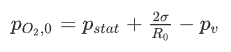 p_{O_2,0} = p_{stat} + \frac{2\sigma}{R_0} - p_v